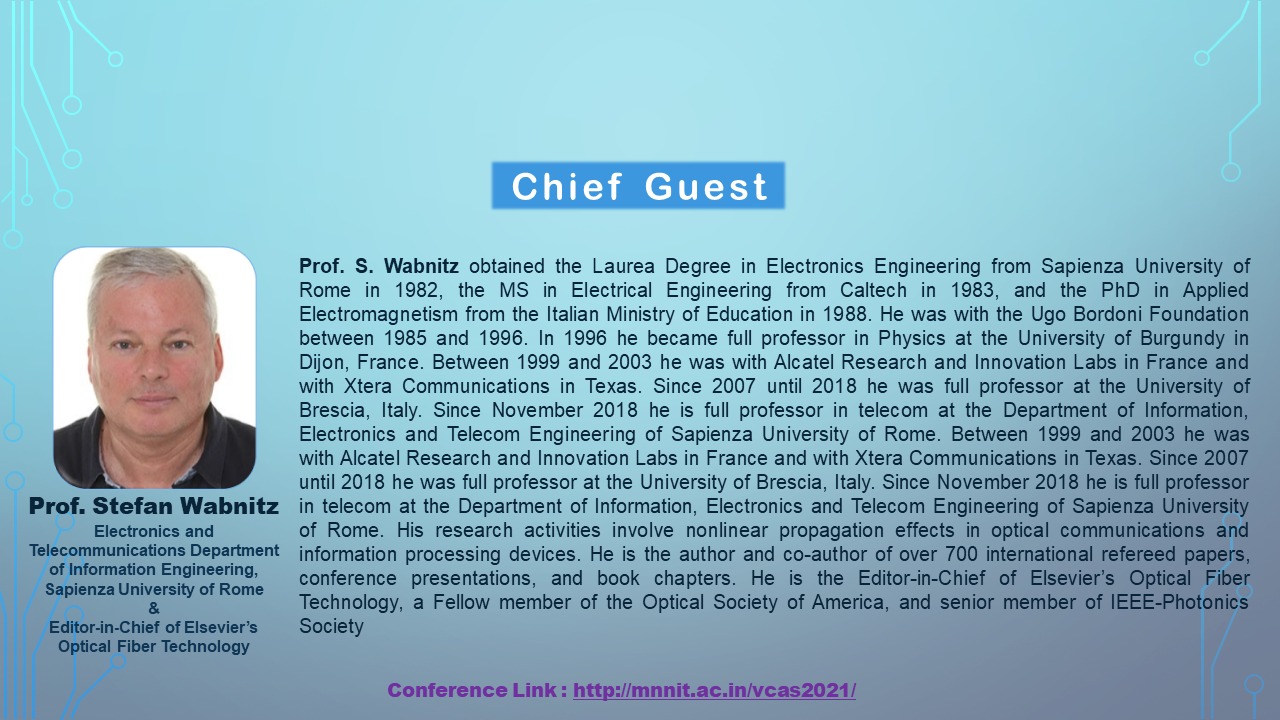 Chief Guest
Prof. S. Wabnitz obtained the Laurea Degree in Electronics Engineering from Sapienza University of
Rome in 1982, the MS in Electrical Engineering from Caltech in 1983, and the PhD in Applied
Electromagnetism from the Italian Ministry of Education in 1988. He was with the Ugo Bordoni Foundation
between 1985 and 1996. In 1996 he became full professor in Physics at the University of Burgundy in
Dijon, France. Between 1999 and 2003 he was with Alcatel Research and Innovation Labs in France and
with Xtera Communications in Texas. Since 2007 until 2018 he was full professor at the University of
Brescia, Italy. Since November 2018 he is full professor in telecom at the Department of Information,
Electronics and Telecom Engineering of Sapienza University of Rome. Between 1999 and 2003 he was
with Alcatel Research and Innovation Labs in France and with Xtera Communications in Texas. Since 2007
until 2018 he was full professor at the University of Brescia, Italy. Since November 2018 he is full professor
in telecom at the Department of Information, Electronics and Telecom Engineering of Sapienza University
of Rome. His research activities involve nonlinear propagation effects in optical communications and
information processing devices. He is the author and co-author of over 700 international refereed papers,
conference presentations, and book chapters. He is the Editor-in-Chief of Elsevier’s Optical Fiber
Technology, a Fellow member of the Optical Society of America, and senior member of IEEE-Photonics
Society
Prof. Stefan Wabnitz
Electronics and
Telecommunications Department
of Information Engineering,
Sapienza University of Rome
&
Editor-in-Chief of Elsevier’s
Optical Fiber Technology
Conference Link : http://mnnit.ac.in/vcas2021/